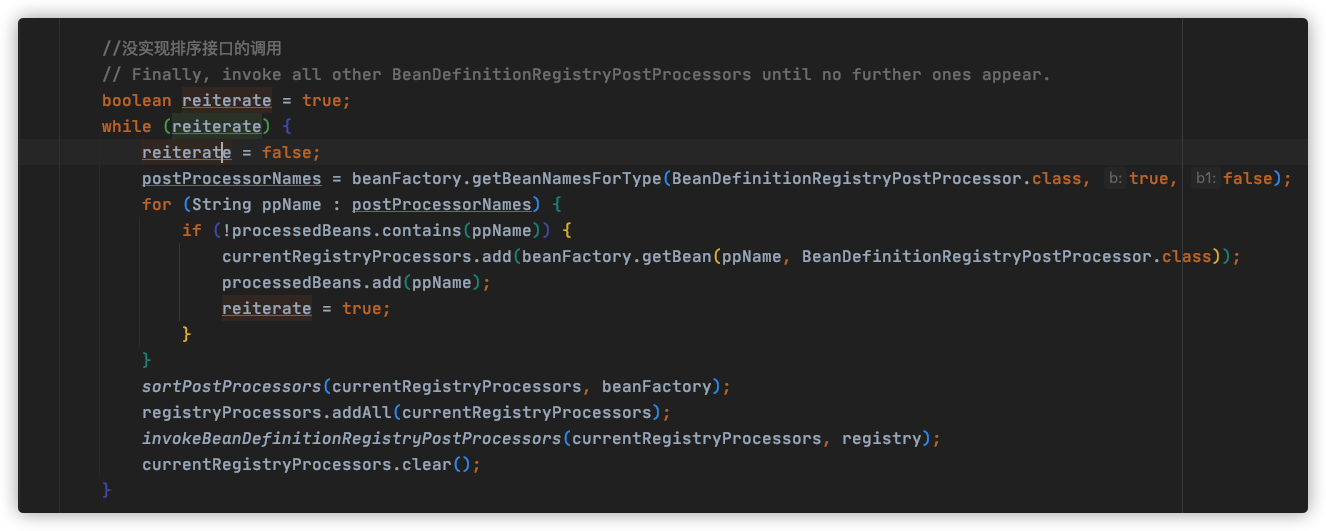 //没实现排序接口的调用
// Finally, invoke all other BeanDefinitionRegistryPostProcessors until no further ones appear.
boolean reiterate = true;
while (reiterate) {
reiterate = false;
postProcessorNames = beanFactory.getBeanNamesForType(BeanDefinitionRegistryPostProcessor.class, b: true, b1: false);
for (String ppName : postProcessorNames) {
if (!processedBeans.contains(ppName)) {
currentRegistryProcessors.add(beanFactory.getBean(ppName, BeanDefinitionRegistryPostProcessor.class));
processedBeans.add(ppName);
reiterate = true;
}
}
sortPostProcessors(currentRegistryProcessors, beanFactory);
registryProcessors.addAll(currentRegistryProcessors);
invokeBeanDefinitionRegistryPostProcessors(currentRegistryProcessors, registry);
currentRegistryProcessors.clear();
}